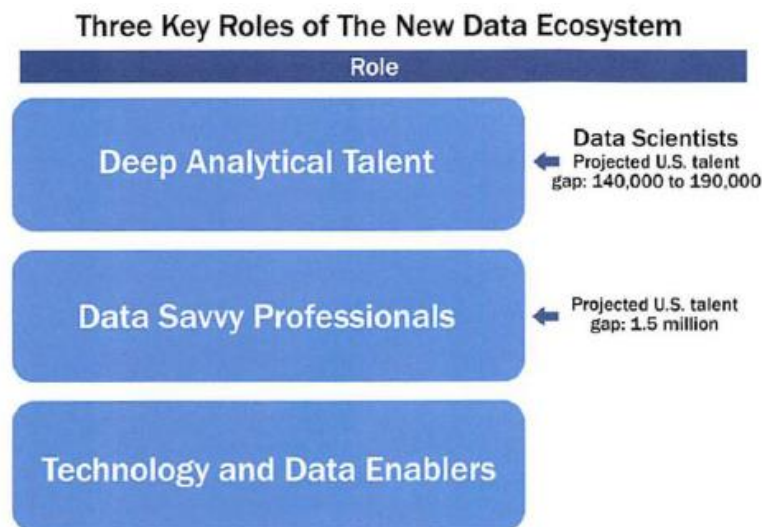 Three Key Roles of The New Data Ecosystem
Role
Deep Analytical Talent
Data Scientists
Projected U.S. talent
gap: 140,000 to 190,000
Data Savvy Professionals
Projected U.S. talent
gap: 1.5 million
Technology and Data Enablers